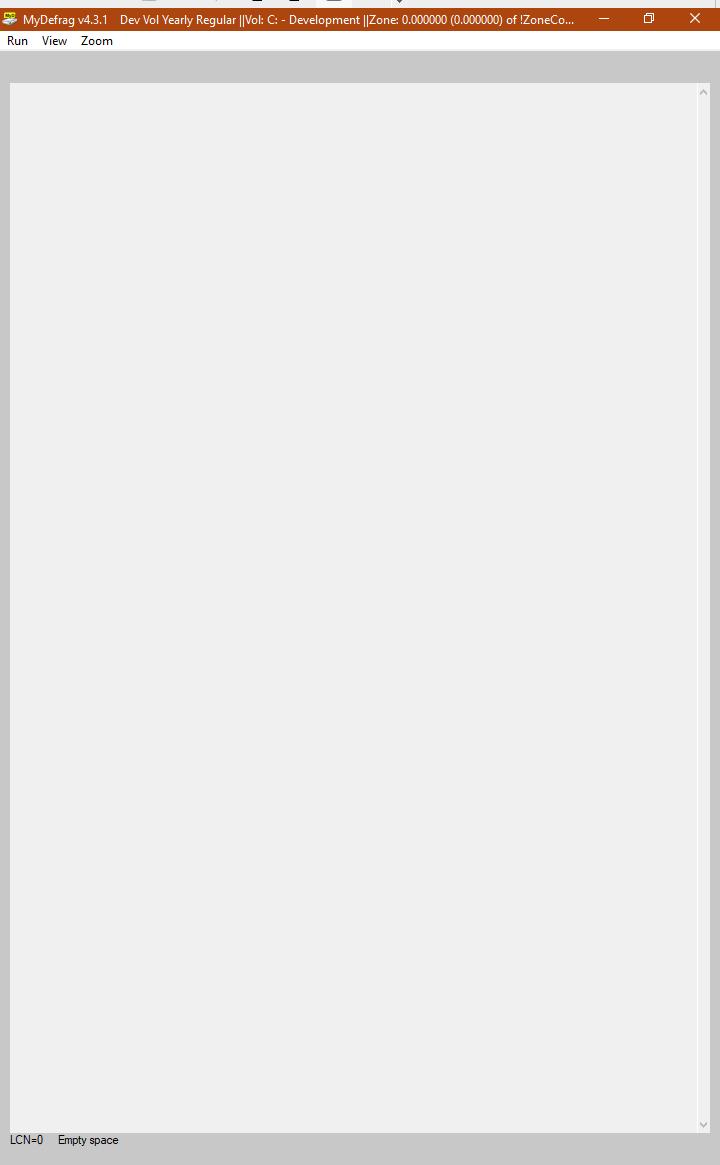 MyDefrag v4.3.1 Dev Vol Yearly Regular ||Vol: C: - Development ||Zone: 0.000000 (0.000000) of !ZoneCo...
Run View Zoom
LCN=0 Empty space